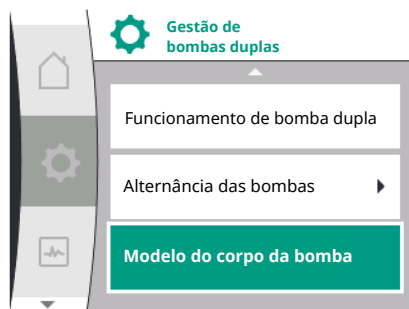 Gestão de
bombas duplas
Funcionamento de bomba dupla
Alternância das bombas
Modelo do corpo da bomba